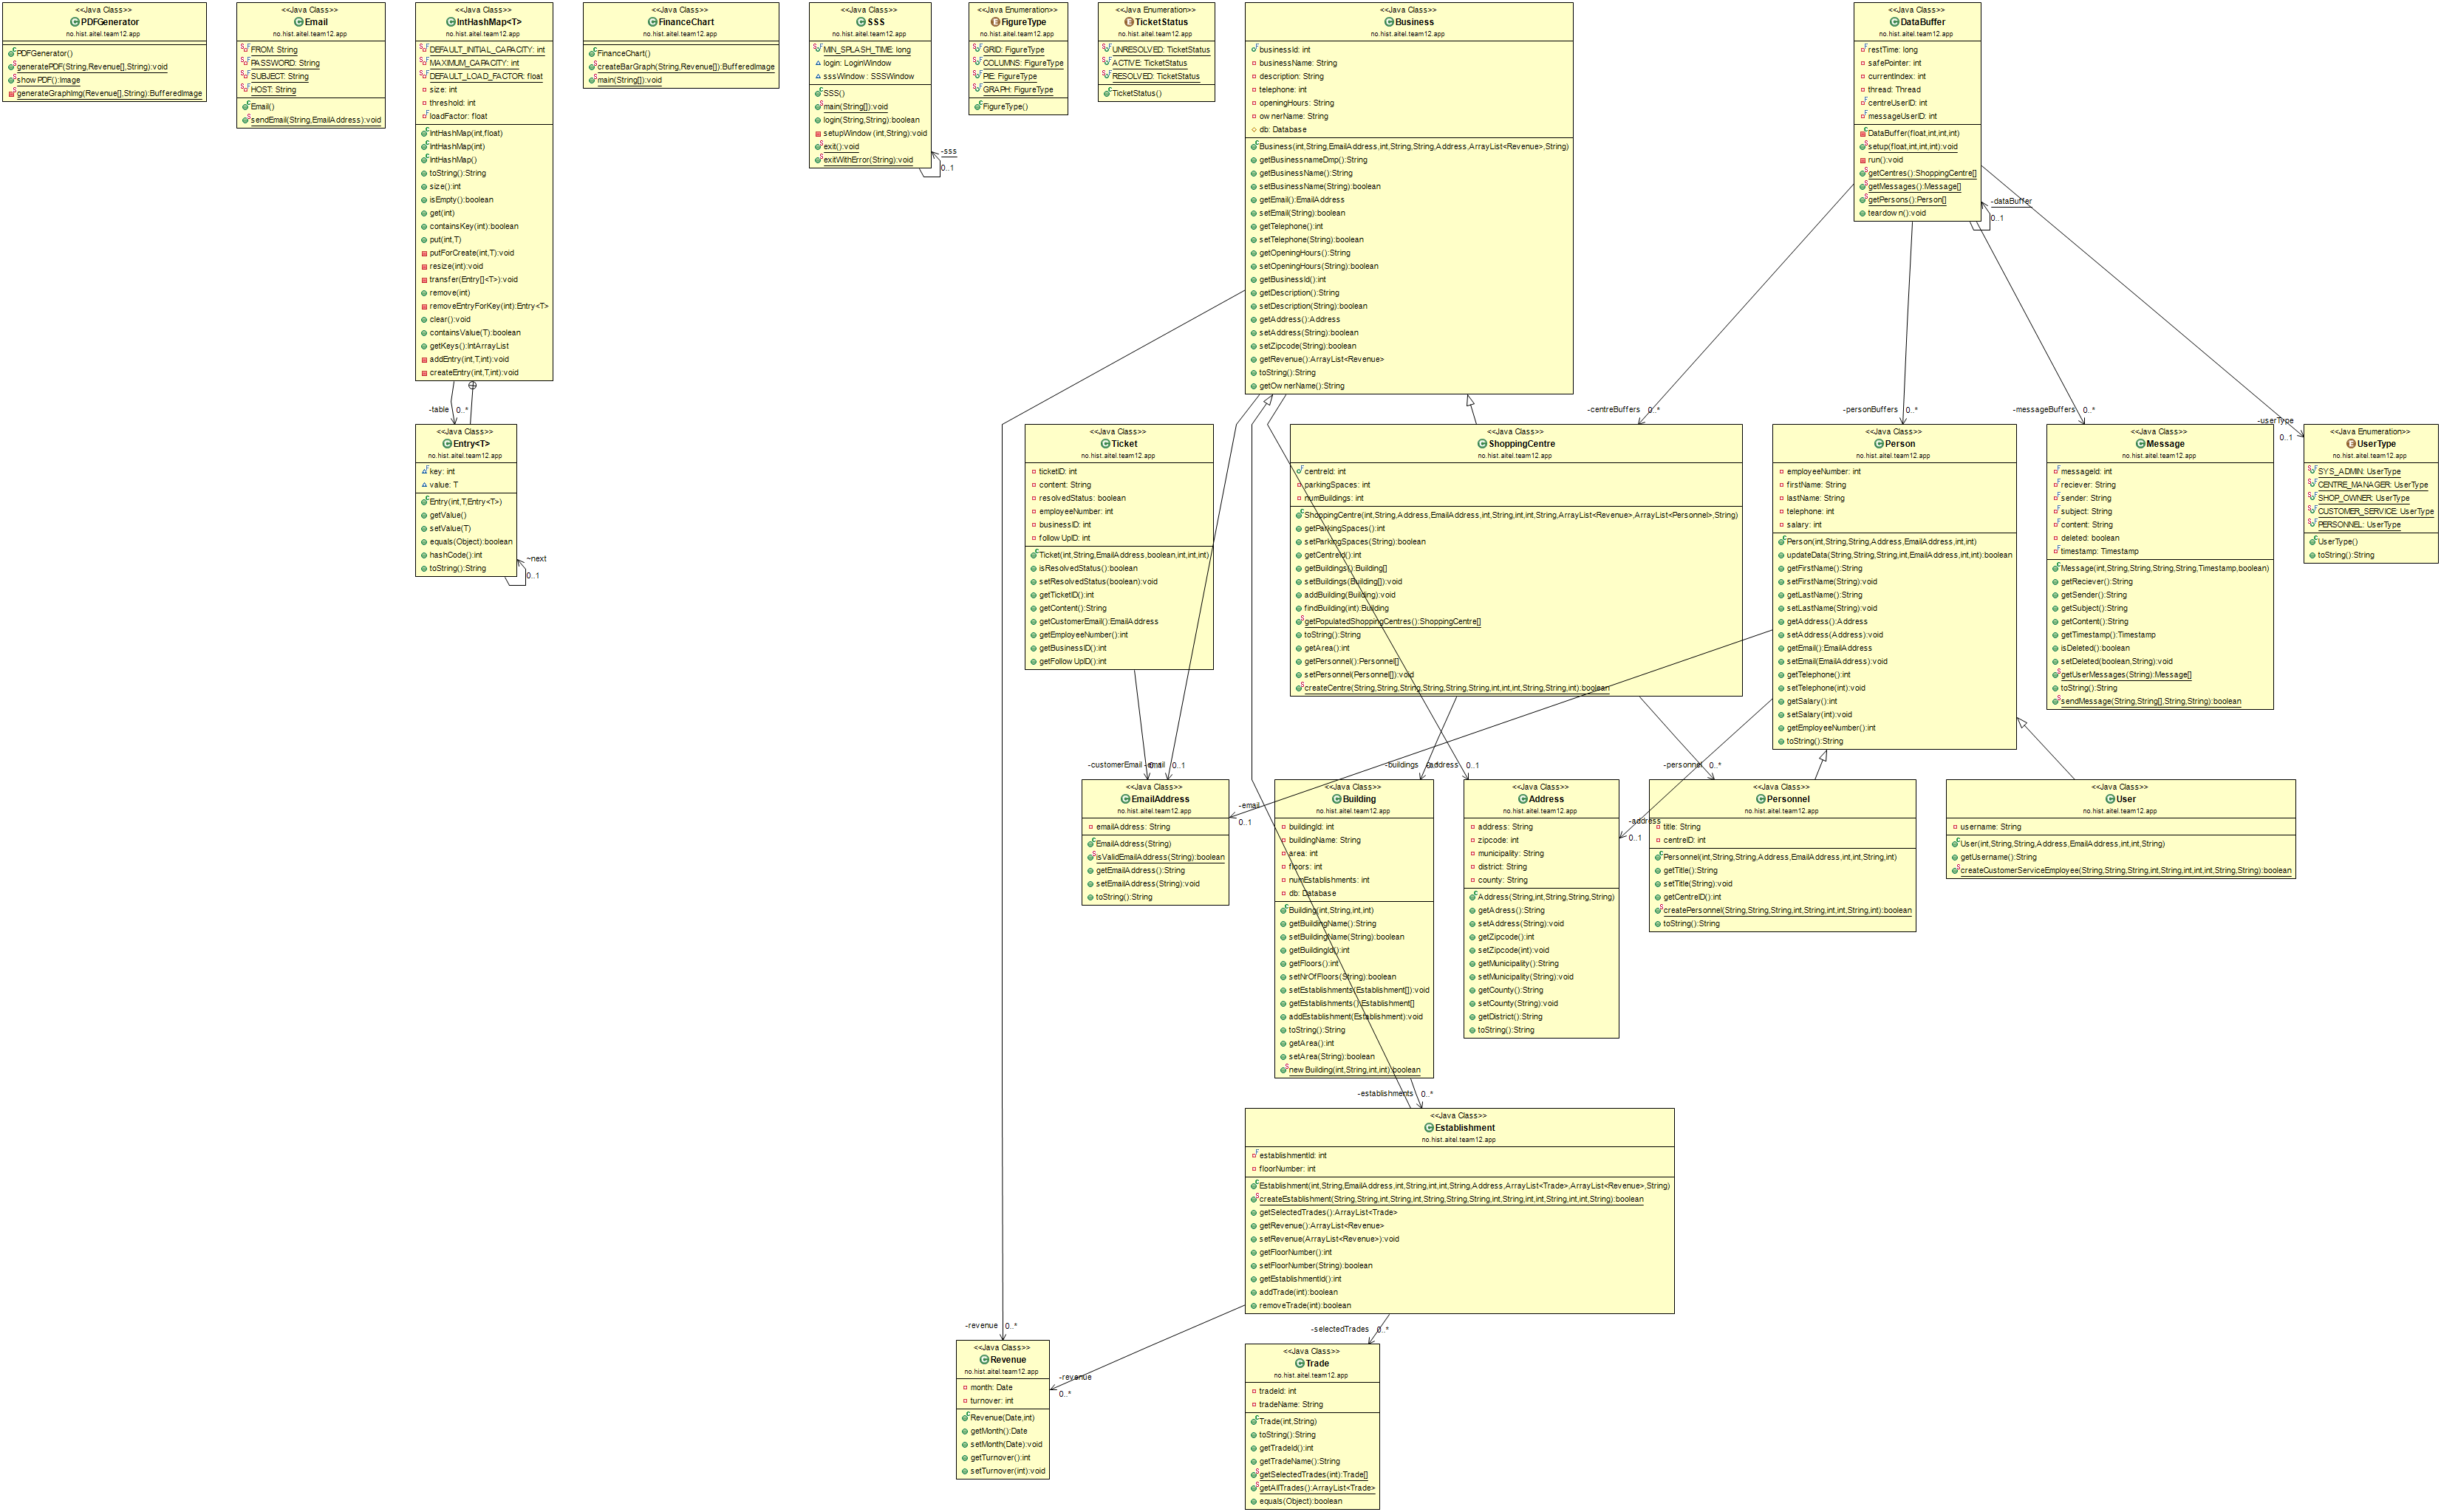 <<Java Class>>
PDFGenerator
no.hist.aitel.team12.app
PDFGenerator()
generatePDF(String,Revenue[],String):void
showPDF():Image
generateGraphImg(Revenue[],String):BufferedImage
<<Java Class>>
Email
no.hist.aitel.team12.app
FROM: String
PASSWORD: String
SUBJECT: String
HOST: String
Email()
sendEmail(String,EmailAddress):void
<<Java Class>>
IntHashMap<T>
no.hist.aitel.team12.app
DEFAULT_INITIAL_CAPACITY: int
MAXIMUM_CAPACITY: int
DEFAULT_LOAD_FACTOR: float
size: int
threshold: int
loadFactor: float
IntHashMap(int,float)
IntHashMap(int)
IntHashMap()
toString():String
size():int
isEmpty():boolean
get(int)
containsKey(int):boolean
put(int,T)
putForCreate(int,T):void
resize(int):void
transfer(Entry[]<T>):void
remove(int)
removeEntryForKey(int):Entry<T>
clear():void
containsValue(T):boolean
getKeys():IntArrayList
addEntry(int,T,int):void
createEntry(int,T,int):void
<<Java Class>>
FinanceChart
no.hist.aitel.team12.app
FinanceChart()
createBarGraph(String,Revenue[]):BufferedImage
main(String[]):void
<<Java Class>>
SSS
no.hist.aitel.team12.app
MIN_SPLASH_TIME: long
login: LoginWindow
sssWindow: SSSWindow
SSS()
main(String[]):void
login(String,String):boolean
setupWindow(int,String):void
exit():void
exitWithError(String):void
-sss
0..1
<<Java Enumeration>>
FigureType
no.hist.aitel.team12.app
GRID: FigureType
COLUMNS: FigureType
PIE: FigureType
GRAPH: FigureType
FigureType()
<<Java Enumeration>>
TicketStatus
no.hist.aitel.team12.app
UNRESOLVED: TicketStatus
ACTIVE: TicketStatus
RESOLVED: TicketStatus
TicketStatus()
<<Java Class>>
Business
no.hist.aitel.team12.app
businessId: int
businessName: String
description: String
telephone: int
openingHours: String
ownerName: String
db: Database
Business(int,String,EmailAddress,int,String,String,Address,ArrayList<Revenue>,String)
getBusinessnameDmp():String
getBusinessName():String
setBusinessName(String):boolean
getEmail():EmailAddress
setEmail(String):boolean
getTelephone():int
setTelephone(String):boolean
getOpeningHours():String
setOpeningHours(String):boolean
getBusinessId():int
getDescription():String
setDescription(String):boolean
getAddress():Address
setAddress(String):boolean
setZipcode(String):boolean
getRevenue():ArrayList<Revenue>
toString():String
getOwnerName():String
<<Java Class>>
DataBuffer
no.hist.aitel.team12.app
restTime: long
safePointer: int
currentIndex: int
thread: Thread
centreUserID: int
messageUserID: int
DataBuffer(float,int,int,int)
setup(float,int,int,int):void
run():void
getCentres():ShoppingCentre[]
getMessages():Message[]
getPersons():Person[]
teardown():void
-dataBuffer
0..1
-table 0..*
-centreBuffers 0..*
-personBuffers 0..*
-messageBuffers 0..*
-userType
0..1
<<Java Class>>
Entry<T>
no.hist.aitel.team12.app
key: int
value: T
Entry(int,T,Entry<T>)
getValue()
setValue(T)
equals(Object):boolean
hashCode():int
toString():String
~next
0..1
<<Java Class>>
Ticket
no.hist.aitel.team12.app
ticketID: int
content: String
resolvedStatus: boolean
employeeNumber: int
businessID: int
followUpID: int
Ticket(int,String,EmailAddress,boolean,int,int,int)
isResolvedStatus():boolean
setResolvedStatus(boolean):void
getTicketID():int
getContent():String
getCustomerEmail():EmailAddress
getEmployeeNumber():int
getBusinessID():int
getFollowUpID():int
<<Java Class>>
ShoppingCentre
no.hist.aitel.team12.app
centreId: int
parkingSpaces: int
numBuildings: int
ShoppingCentre(int,String,Address,EmailAddress,int,String,int,int,String,ArrayList<Revenue>,ArrayList<Personnel>,String)
getParkingSpaces():int
setParkingSpaces(String):boolean
getCentreId():int
getBuildings():Building[]
setBuildings(Building[]):void
addBuilding(Building):void
findBuilding(int):Building
getPopulatedShoppingCentres():ShoppingCentre[]
toString():String
getArea():int
getPersonnel():Personnel[]
setPersonnel(Personnel[]):void
createCentre(String,String,String,String,String,String,int,int,int,String,String,int):boolean
<<Java Class>>
Person
no.hist.aitel.team12.app
employeeNumber: int
firstName: String
lastName: String
telephone: int
salary: int
Person(int,String,String,Address,EmailAddress,int,int)
updateData(String,String,String,int,EmailAddress,int,int):boolean
getFirstName():String
setFirstName(String):void
getLastName():String
setLastName(String):void
getAddress():Address
setAddress(Address):void
getEmail():EmailAddress
setEmail(EmailAddress):void
getTelephone():int
setTelephone(int):void
getSalary():int
setSalary(int):void
getEmployeeNumber():int
toString():String
<<Java Class>>
Message
no.hist.aitel.team12.app
messageId: int
reciever: String
sender: String
subject: String
content: String
deleted: boolean
timestamp: Timestamp
Message(int,String,String,String,String,Timestamp,boolean)
getReciever():String
getSender():String
getSubject():String
getContent():String
getTimestamp():Timestamp
isDeleted():boolean
setDeleted(boolean,String):void
getUserMessages(String):Message[]
toString():String
sendMessage(String,String[],String,String):boolean
<<Java Enumeration>>
UserType
no.hist.aitel.team12.app
SYS_ADMIN: UserType
CENTRE_MANAGER: UserType
SHOP_OWNER: UserType
CUSTOMER_SERVICE: UserType
PERSONNEL: UserType
UserType()
toString():String
-customerEmail -email 0..1
-buildings 0..* -address 0..1
-personnel 0..*
-email
0..1
-address
0..1
<<Java Class>>
EmailAddress
no.hist.aitel.team12.app
emailAddress: String
EmailAddress(String)
isValidEmailAddress(String):boolean
getEmailAddress():String
setEmailAddress(String):void
toString():String
<<Java Class>>
Building
no.hist.aitel.team12.app
buildingId: int
buildingName: String
area: int
floors: int
numEstablishments: int
db: Database
Building(int,String,int,int)
getBuildingName():String
setBuildingName(String):boolean
getBuildingId():int
getFloors():int
setNrOfFloors(String):boolean
setEstablishments(Establishment[]):void
getEstablishments():Establishment[]
addEstablishment(Establishment):void
toString():String
getArea():int
setArea(String):boolean
newBuilding(int,String,int,int):boolean
<<Java Class>>
Address
no.hist.aitel.team12.app
address: String
zipcode: int
municipality: String
district: String
county: String
Address(String,int,String,String,String)
getAdress():String
setAddress(String):void
getZipcode():int
setZipcode(int):void
getMunicipality():String
setMunicipality(String):void
getCounty():String
setCounty(String):void
getDistrict():String
toString():String
<<Java Class>>
Personnel
no.hist.aitel.team12.app
title: String
centreID: int
Personnel(int,String,String,Address,EmailAddress,int,int,String,int)
getTitle():String
setTitle(String):void
getCentreID():int
createPersonnel(String,String,String,int,String,int,int,String,int):boolean
toString():String
<<Java Class>>
User
no.hist.aitel.team12.app
username: String
User(int,String,String,Address,EmailAddress,int,int,String)
getUsername():String
createCustomerServiceEmployee(String,String,String,int,String,int,int,int,String,String):boolean
-establishments 0..*
<<Java Class>>
Establishment
no.hist.aitel.team12.app
establishmentId: int
floorNumber: int
Establishment(int,String,EmailAddress,int,String,int,int,String,Address,ArrayList<Trade>,ArrayList<Revenue>,String)
createEstablishment(String,String,int,String,int,String,String,String,int,String,int,int,String,int,int,String):boolean
getSelectedTrades():ArrayList<Trade>
getRevenue():ArrayList<Revenue>
setRevenue(ArrayList<Revenue>):void
getFloorNumber():int
setFloorNumber(String):boolean
getEstablishmentId():int
addTrade(int):boolean
removeTrade(int):boolean
-revenue 0..*
-selectedTrades 0..*
-revenue
0..*
<<Java Class>>
Revenue
no.hist.aitel.team12.app
month: Date
turnover: int
Revenue(Date,int)
getMonth():Date
setMonth(Date):void
getTurnover():int
setTurnover(int):void
<<Java Class>>
Trade
no.hist.aitel.team12.app
tradeId: int
tradeName: String
Trade(int,String)
toString():String
getTradeId():int
getTradeName():String
getSelectedTrades(int):Trade[]
getAllTrades():ArrayList<Trade>
equals(Object):boolean